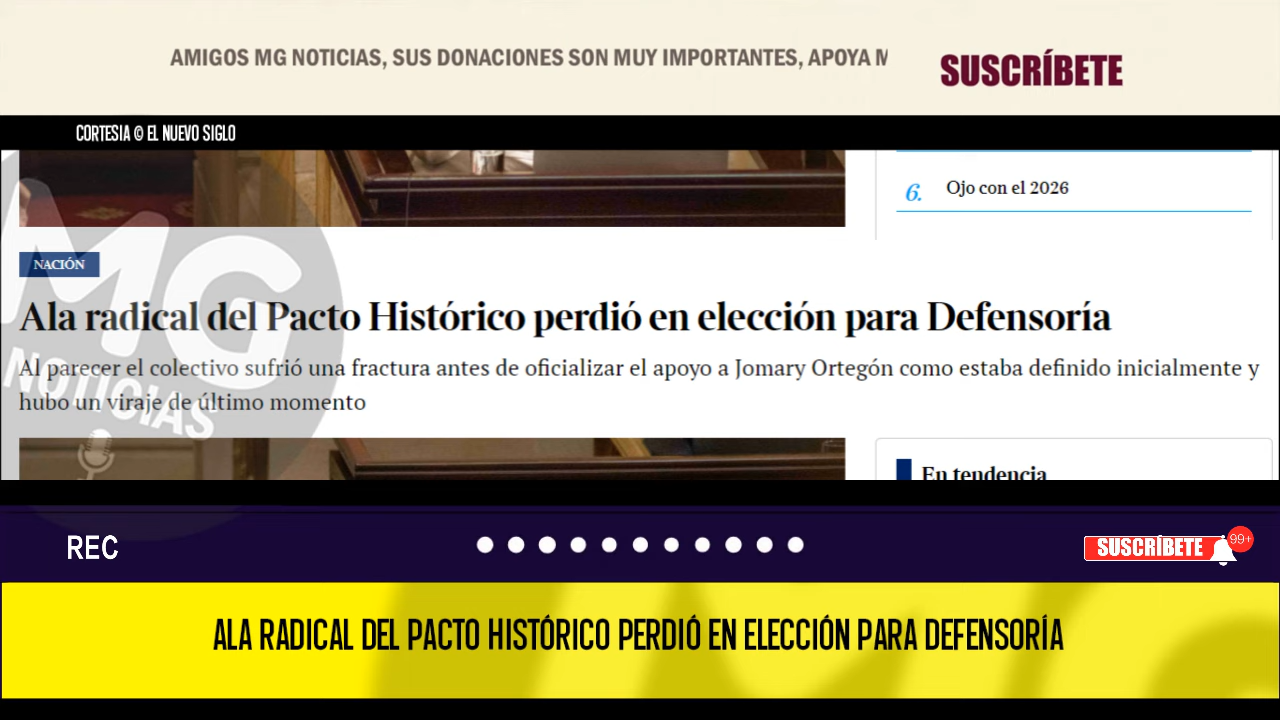 AMIGOS MG NOTICIAS, SUS DONACIONES SON MUY IMPORTANTES, APOYA
SUSCRÍBETE
CORTESIA © EL NUEVO SIGLO
6. Ojo con el 2026
NACIÓN
Ala radical del Pacto Histórico perdió en elección para Defensoría
Al parecer el colectivo sufrió una fractura antes de oficializar el apoyo a Jomary Ortegón como estaba definido inicialmente y
hubo un viraje de último momento
MG
NOTICIAS
En tendencia
REC
SUSCRÍBETE
99+
ALA RADICAL DEL PACTO HISTÓRICO PERDIÓ EN ELECCIÓN PARA DEFENSORÍA